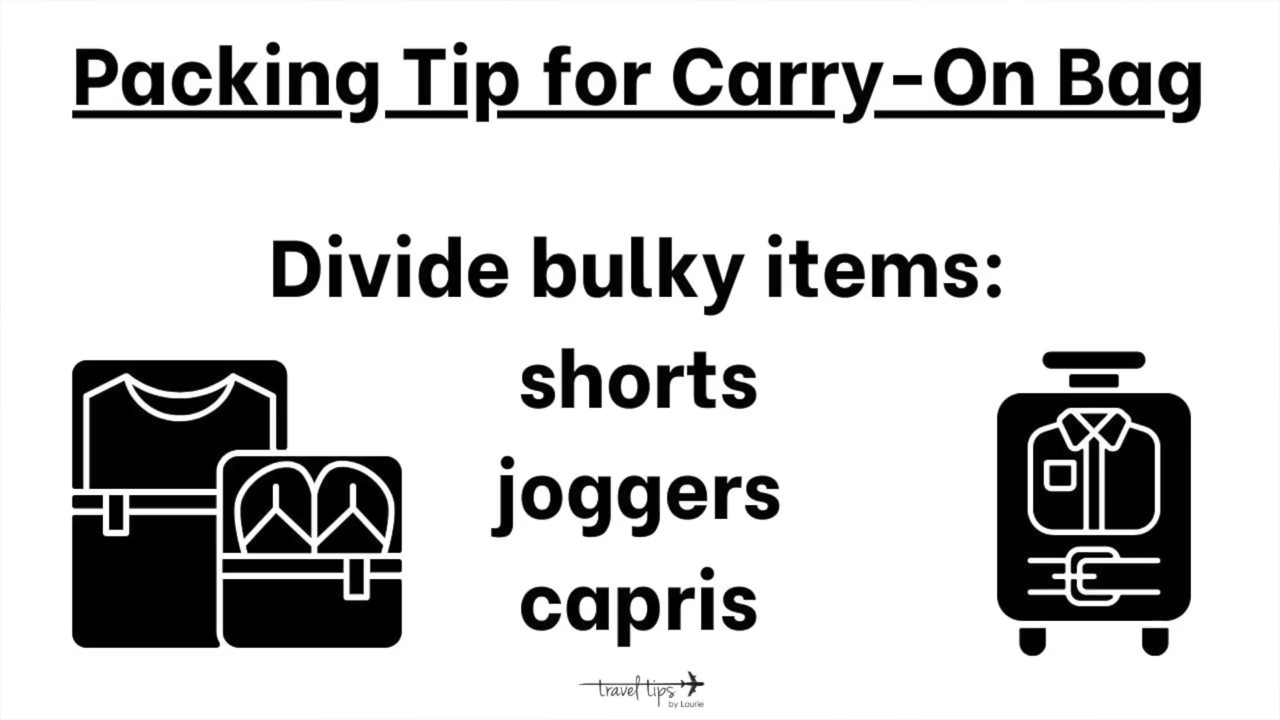 Packing Tip for Carry-On Bag
Divide bulky items:
shorts
joggers
capris
travel tips
by Laurie